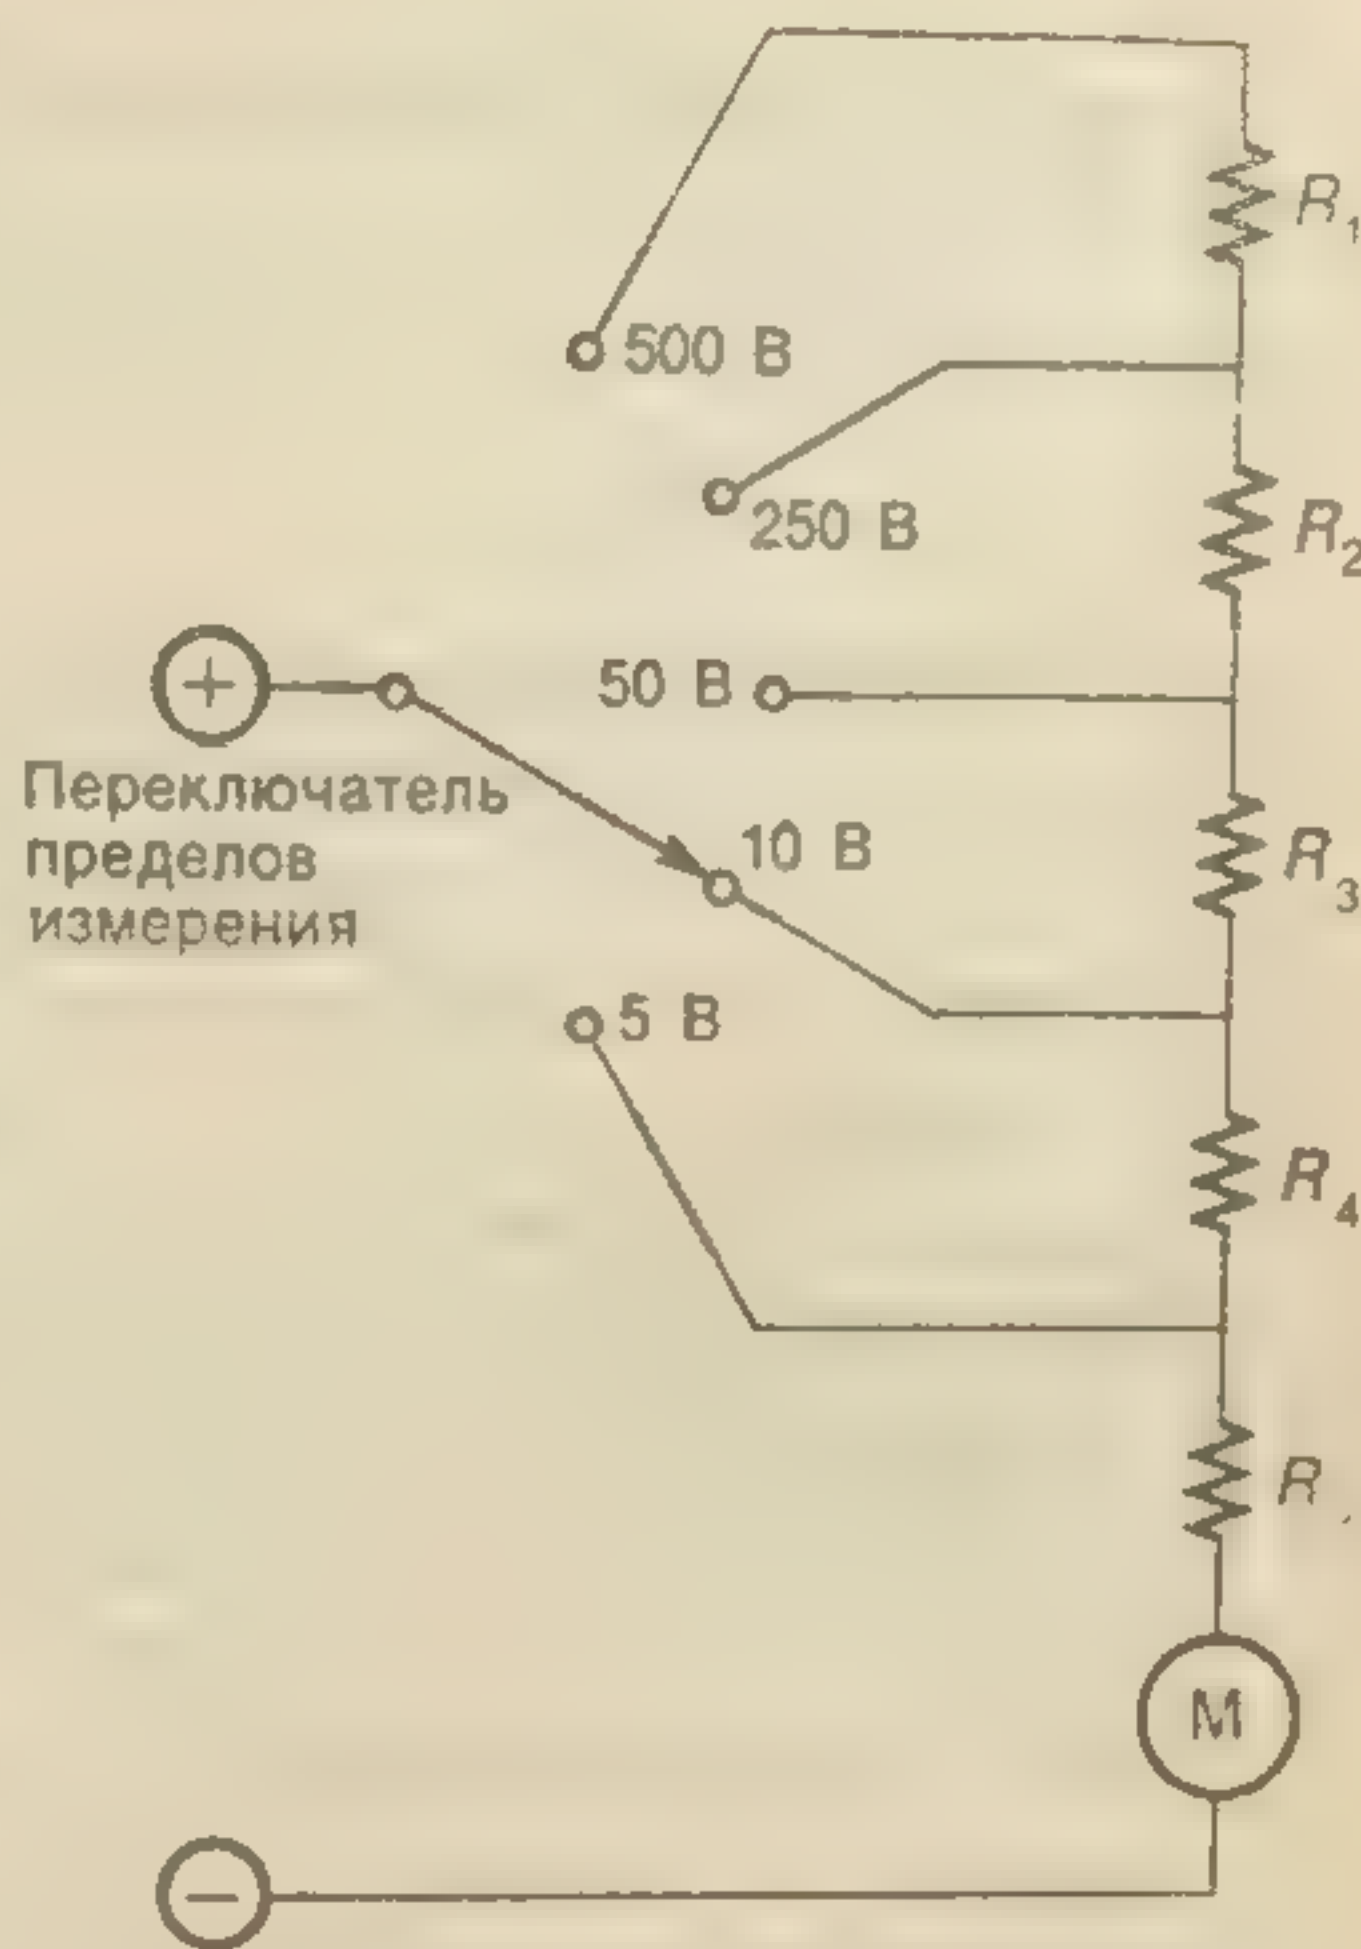 R₁
500 В
250 В
R₂
+
50 В
Переключатель
пределов
измерения
10 В
R₃
5 В
R₄
R
M
−